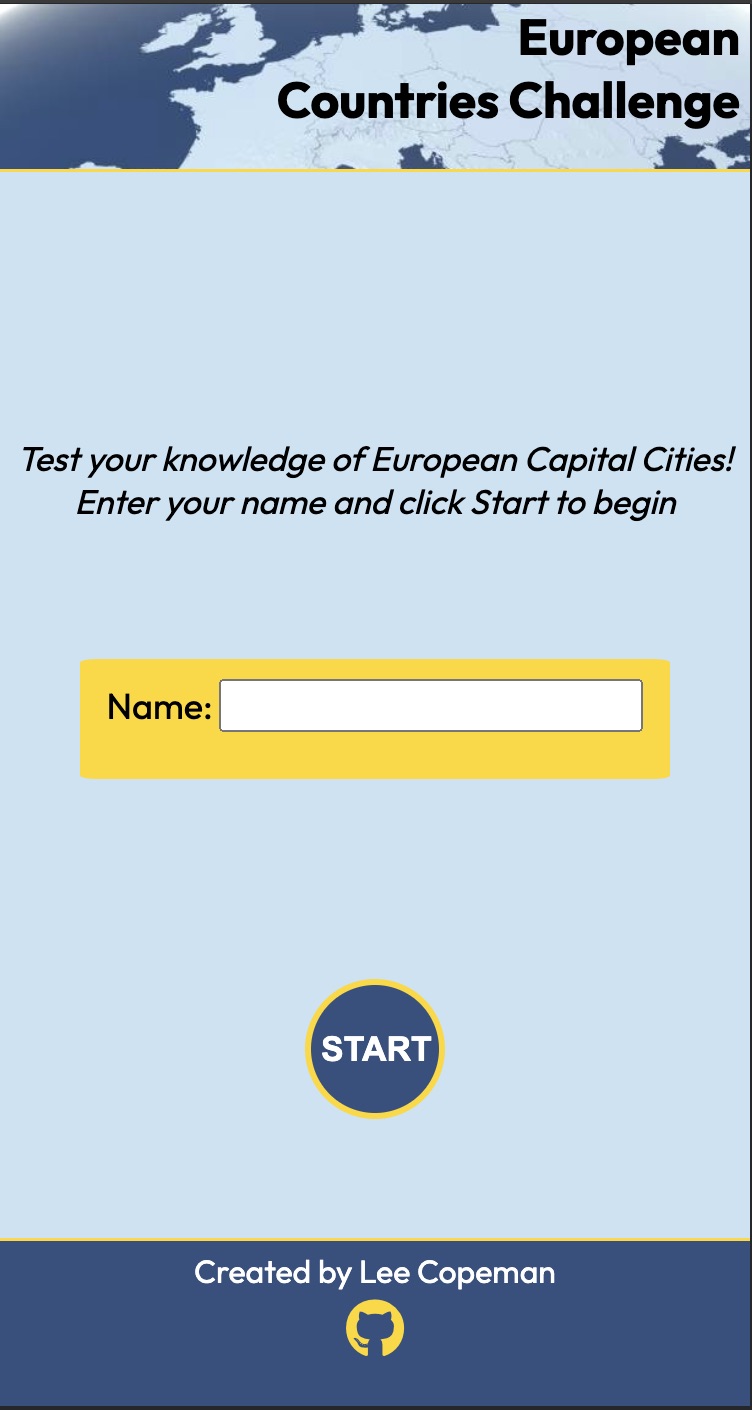 European
Countries Challenge
Test your knowledge of European Capital Cities!
Enter your name and click Start to begin
Name:
START
Created by Lee Copeman